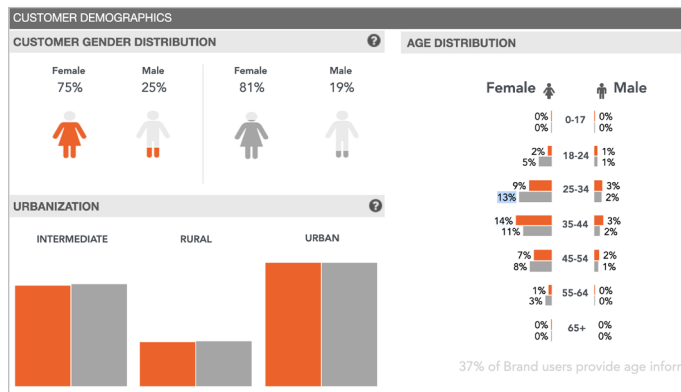 CUSTOMER DEMOGRAPHICS
CUSTOMER GENDER DISTRIBUTION
Female Male Female Male
75% 25% 81% 19%
URBANIZATION
INTERMEDIATE RURAL URBAN
AGE DISTRIBUTION
Female Male
0% 0-17 0%
0% 0%
2% 18-24 1%
5% 1%
9% 25-34 3%
13% 2%
14% 35-44 3%
11% 2%
7% 45-54 2%
8% 1%
1% 55-64 0%
3% 0%
0% 65+ 0%
0% 0%
37% of Brand users provide age infor